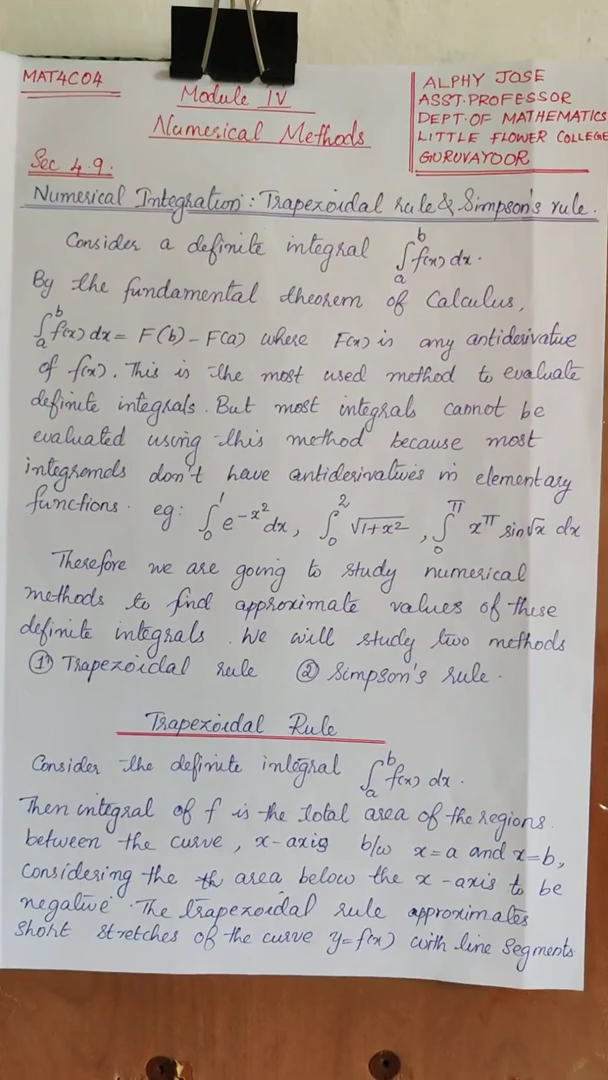 MAT4C04
Module IV
Numerical Methods
ALPHY JOSE
ASST.PROFESSOR
DEPT.OF MATHEMATICS
LITTLE FLOWER COLLEGE
GURUVAYOOR
Sec 4.9.
Numerical Integration: Trapezoidal rule & Simpson's rule.
Consider a definite integral ∫_a^b f(x) dx.
By the fundamental theorem of Calculus,
∫_a^b f(x) dx = F(b) - F(a) where F(x) is any antiderivative
of f(x). This is the most used method to evaluate
definite integrals. But most integrals cannot be
evaluated using this method because most
integrands don't have antiderivatives in elementary
functions. eg: ∫_0^1 e^{-x^2} dx, ∫_0^2 √(1+x^2), ∫_0^π x^π sin√x dx
Therefore we are going to study numerical
methods to find approximate values of these
definite integrals. We will study two methods
① Trapezoidal rule ② Simpson's rule.
Trapezoidal Rule
Consider the definite integral ∫_a^b f(x) dx.
Then integral of f is the total area of the regions
between the curve, x-axis b/w x=a and x=b,
considering the area below the x-axis to be
negative. The trapezoidal rule approximates
short stretches of the curve y=f(x) with line segments